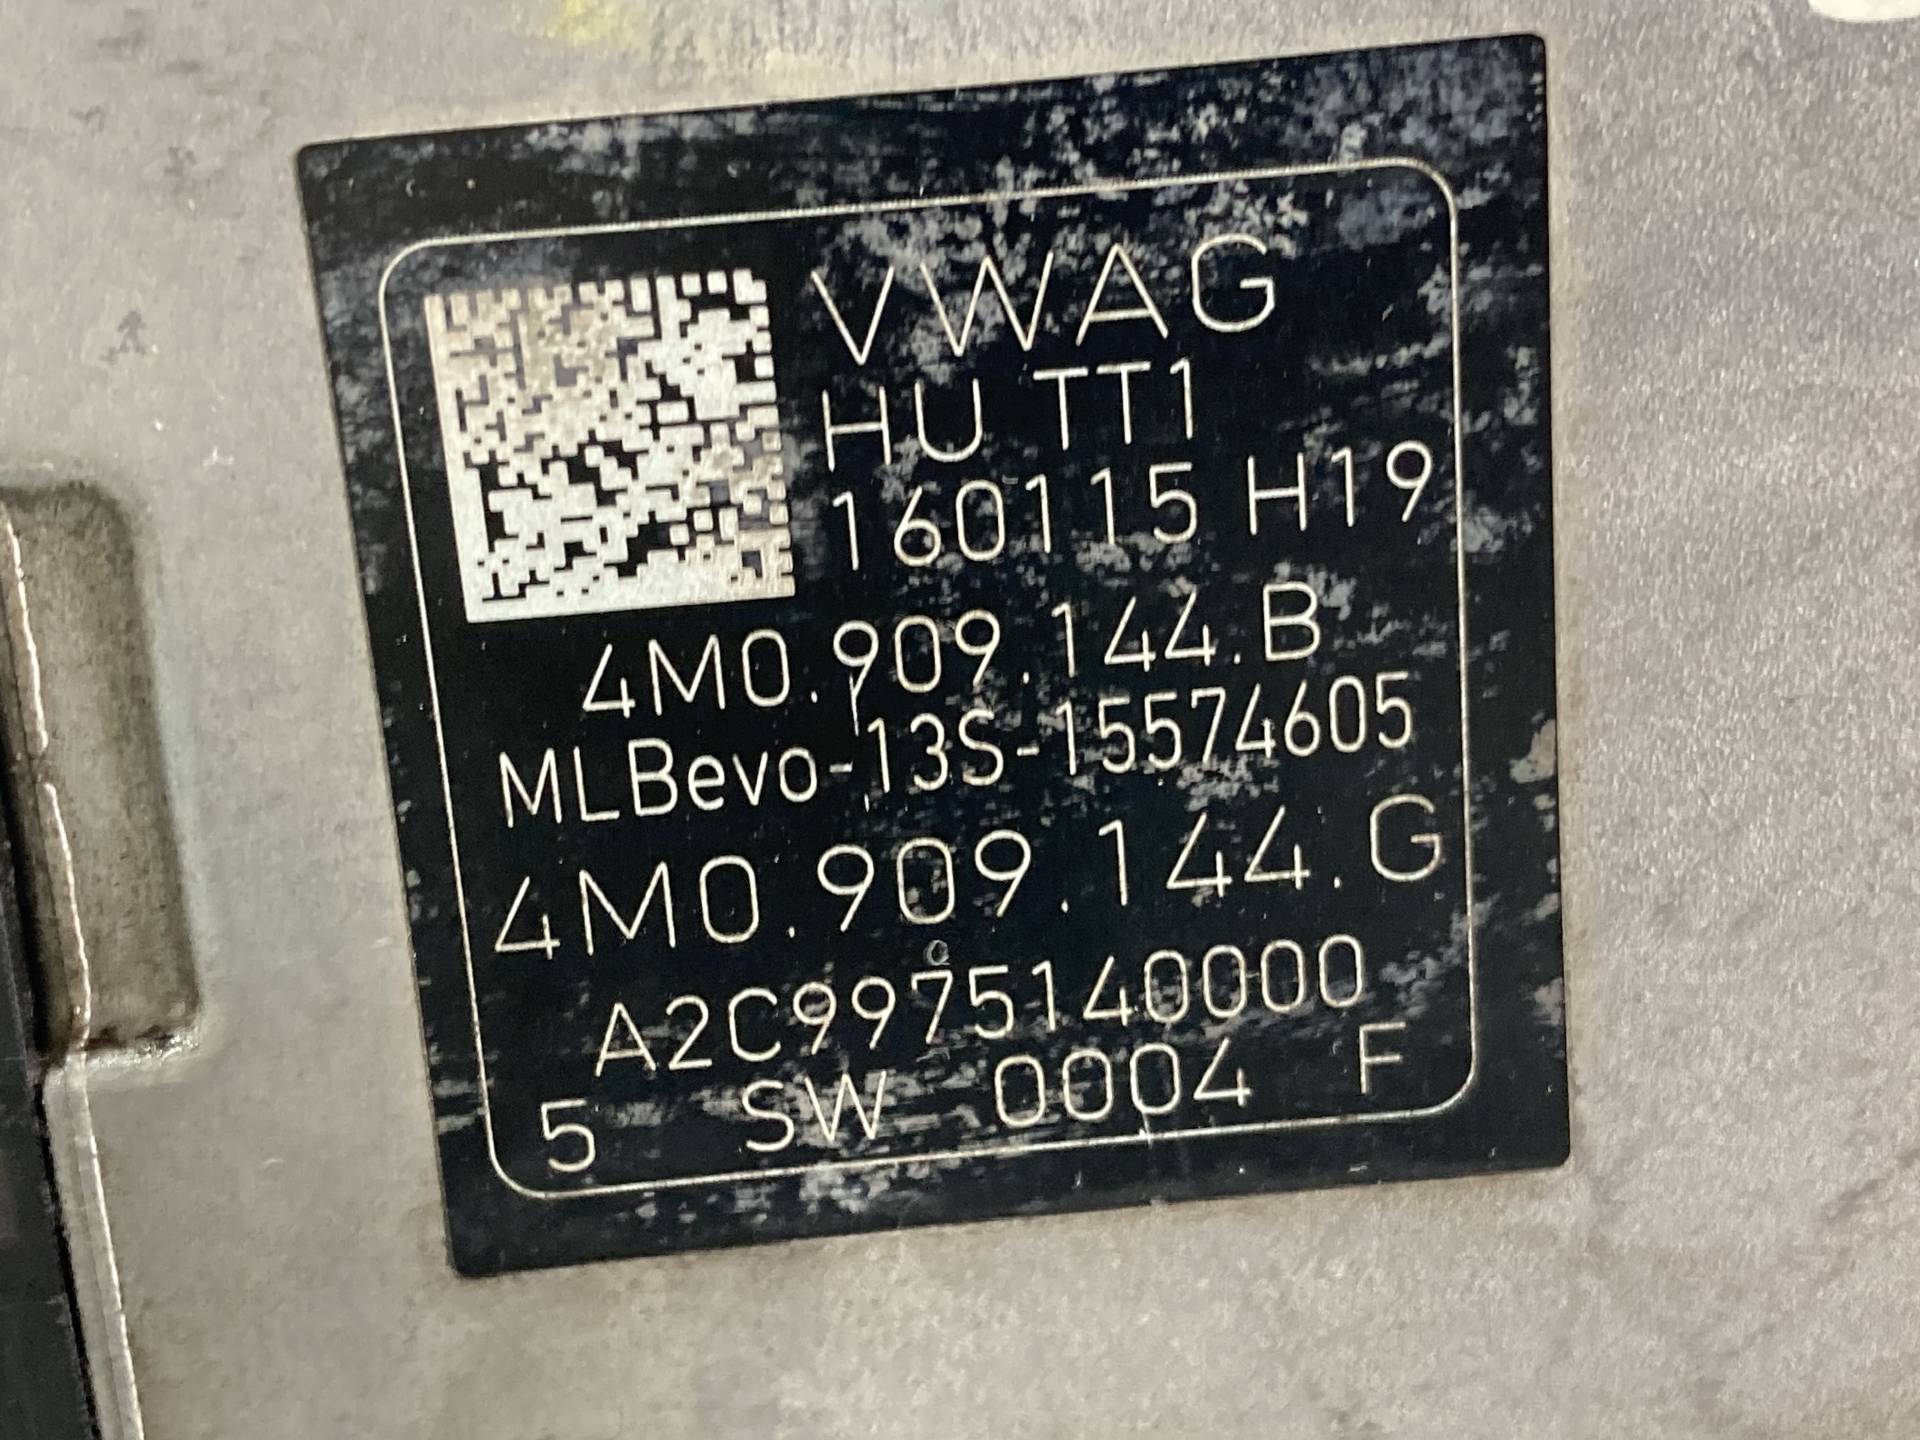 VWAG
HU TT1
160115 H19
4M0.909.144.B
MLBevo-13S-15574605
4M0.909.144.G
A2C9975140000
5 SW 0004 F